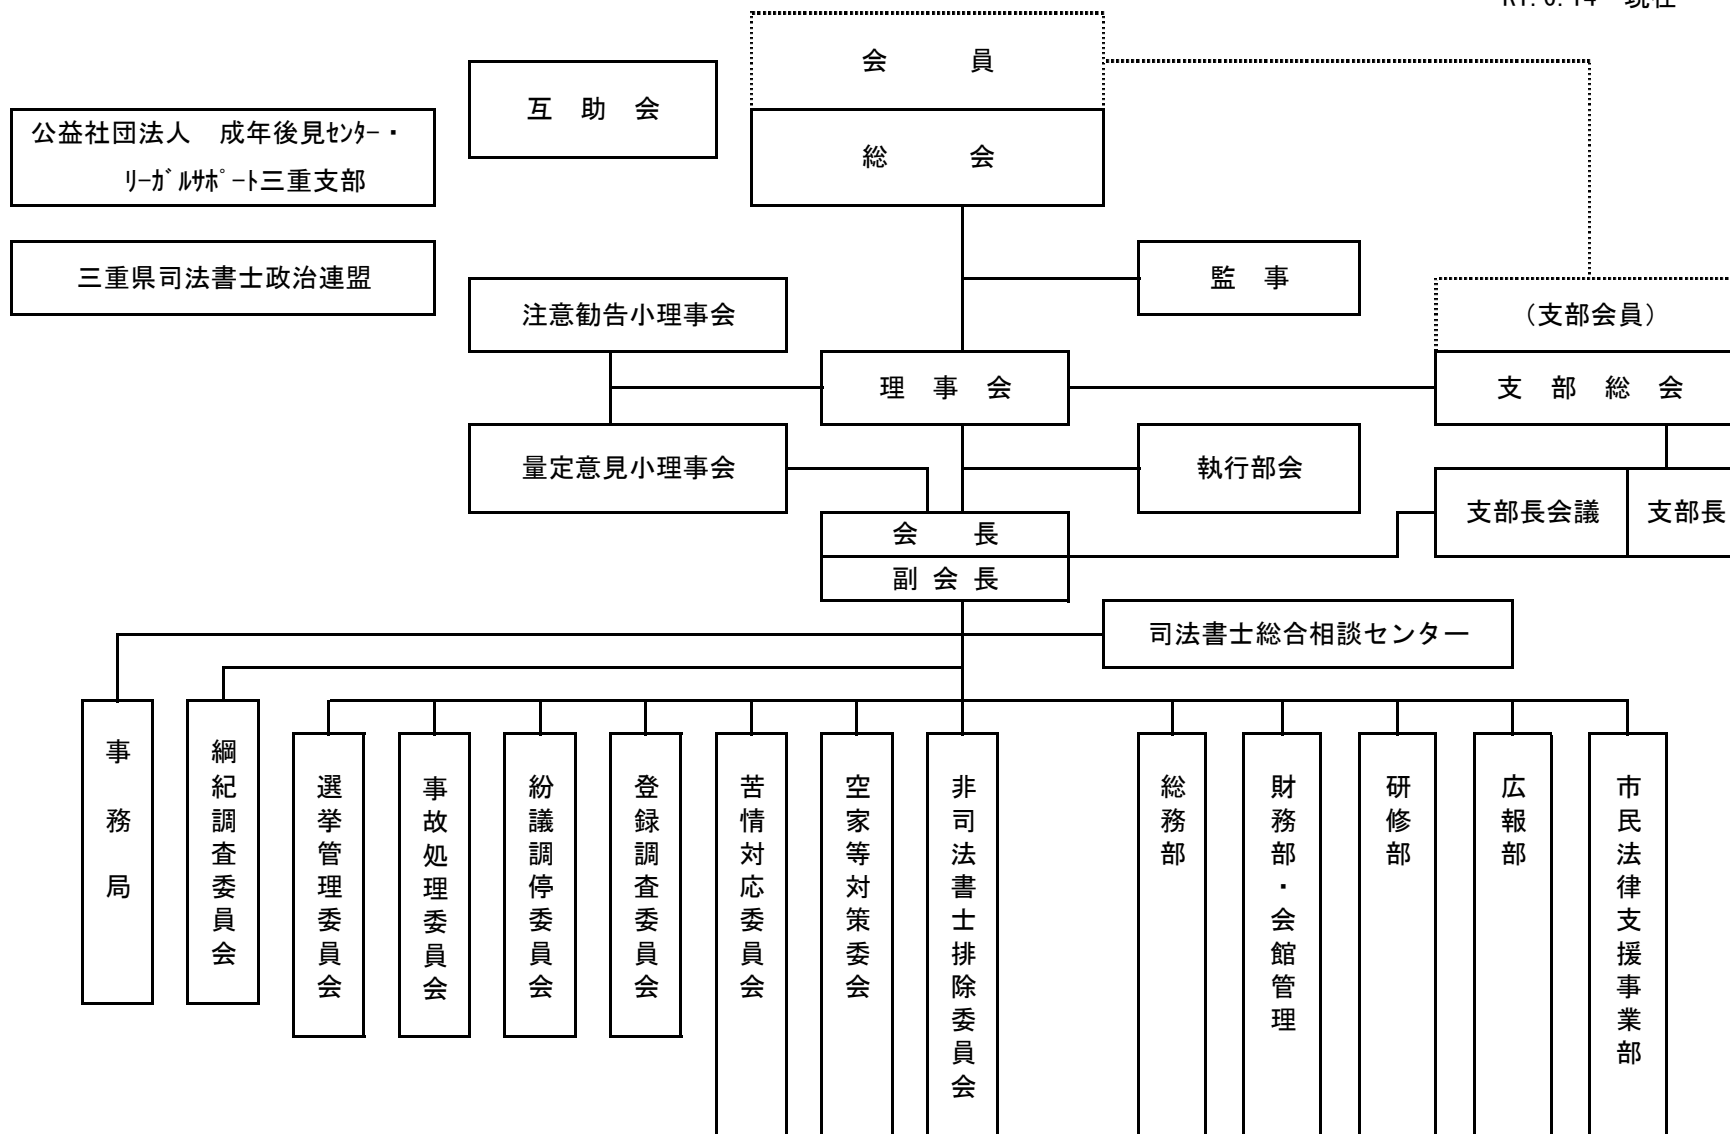 現在
会員
互助会
公益社団法人 成年後見ｾﾝﾀｰ・
ﾘｰｶﾞﾙｻﾎﾟｰﾄ三重支部
総会
三重県司法書士政治連盟
監事
注意勧告小理事会
（支部会員）
理事会
支部総会
量定意見小理事会
執行部会
支部長会議
支部長
会長
副会長
司法書士総合相談センター
事務局
綱紀調査委員会
選挙管理委員会
事故処理委員会
紛議調停委員会
登録調査委員会
苦情対応委員会
空家等対策委会
非司法書士排除委員会
総務部
財務部・会館管理
研修部
広報部
市民法律支援事業部